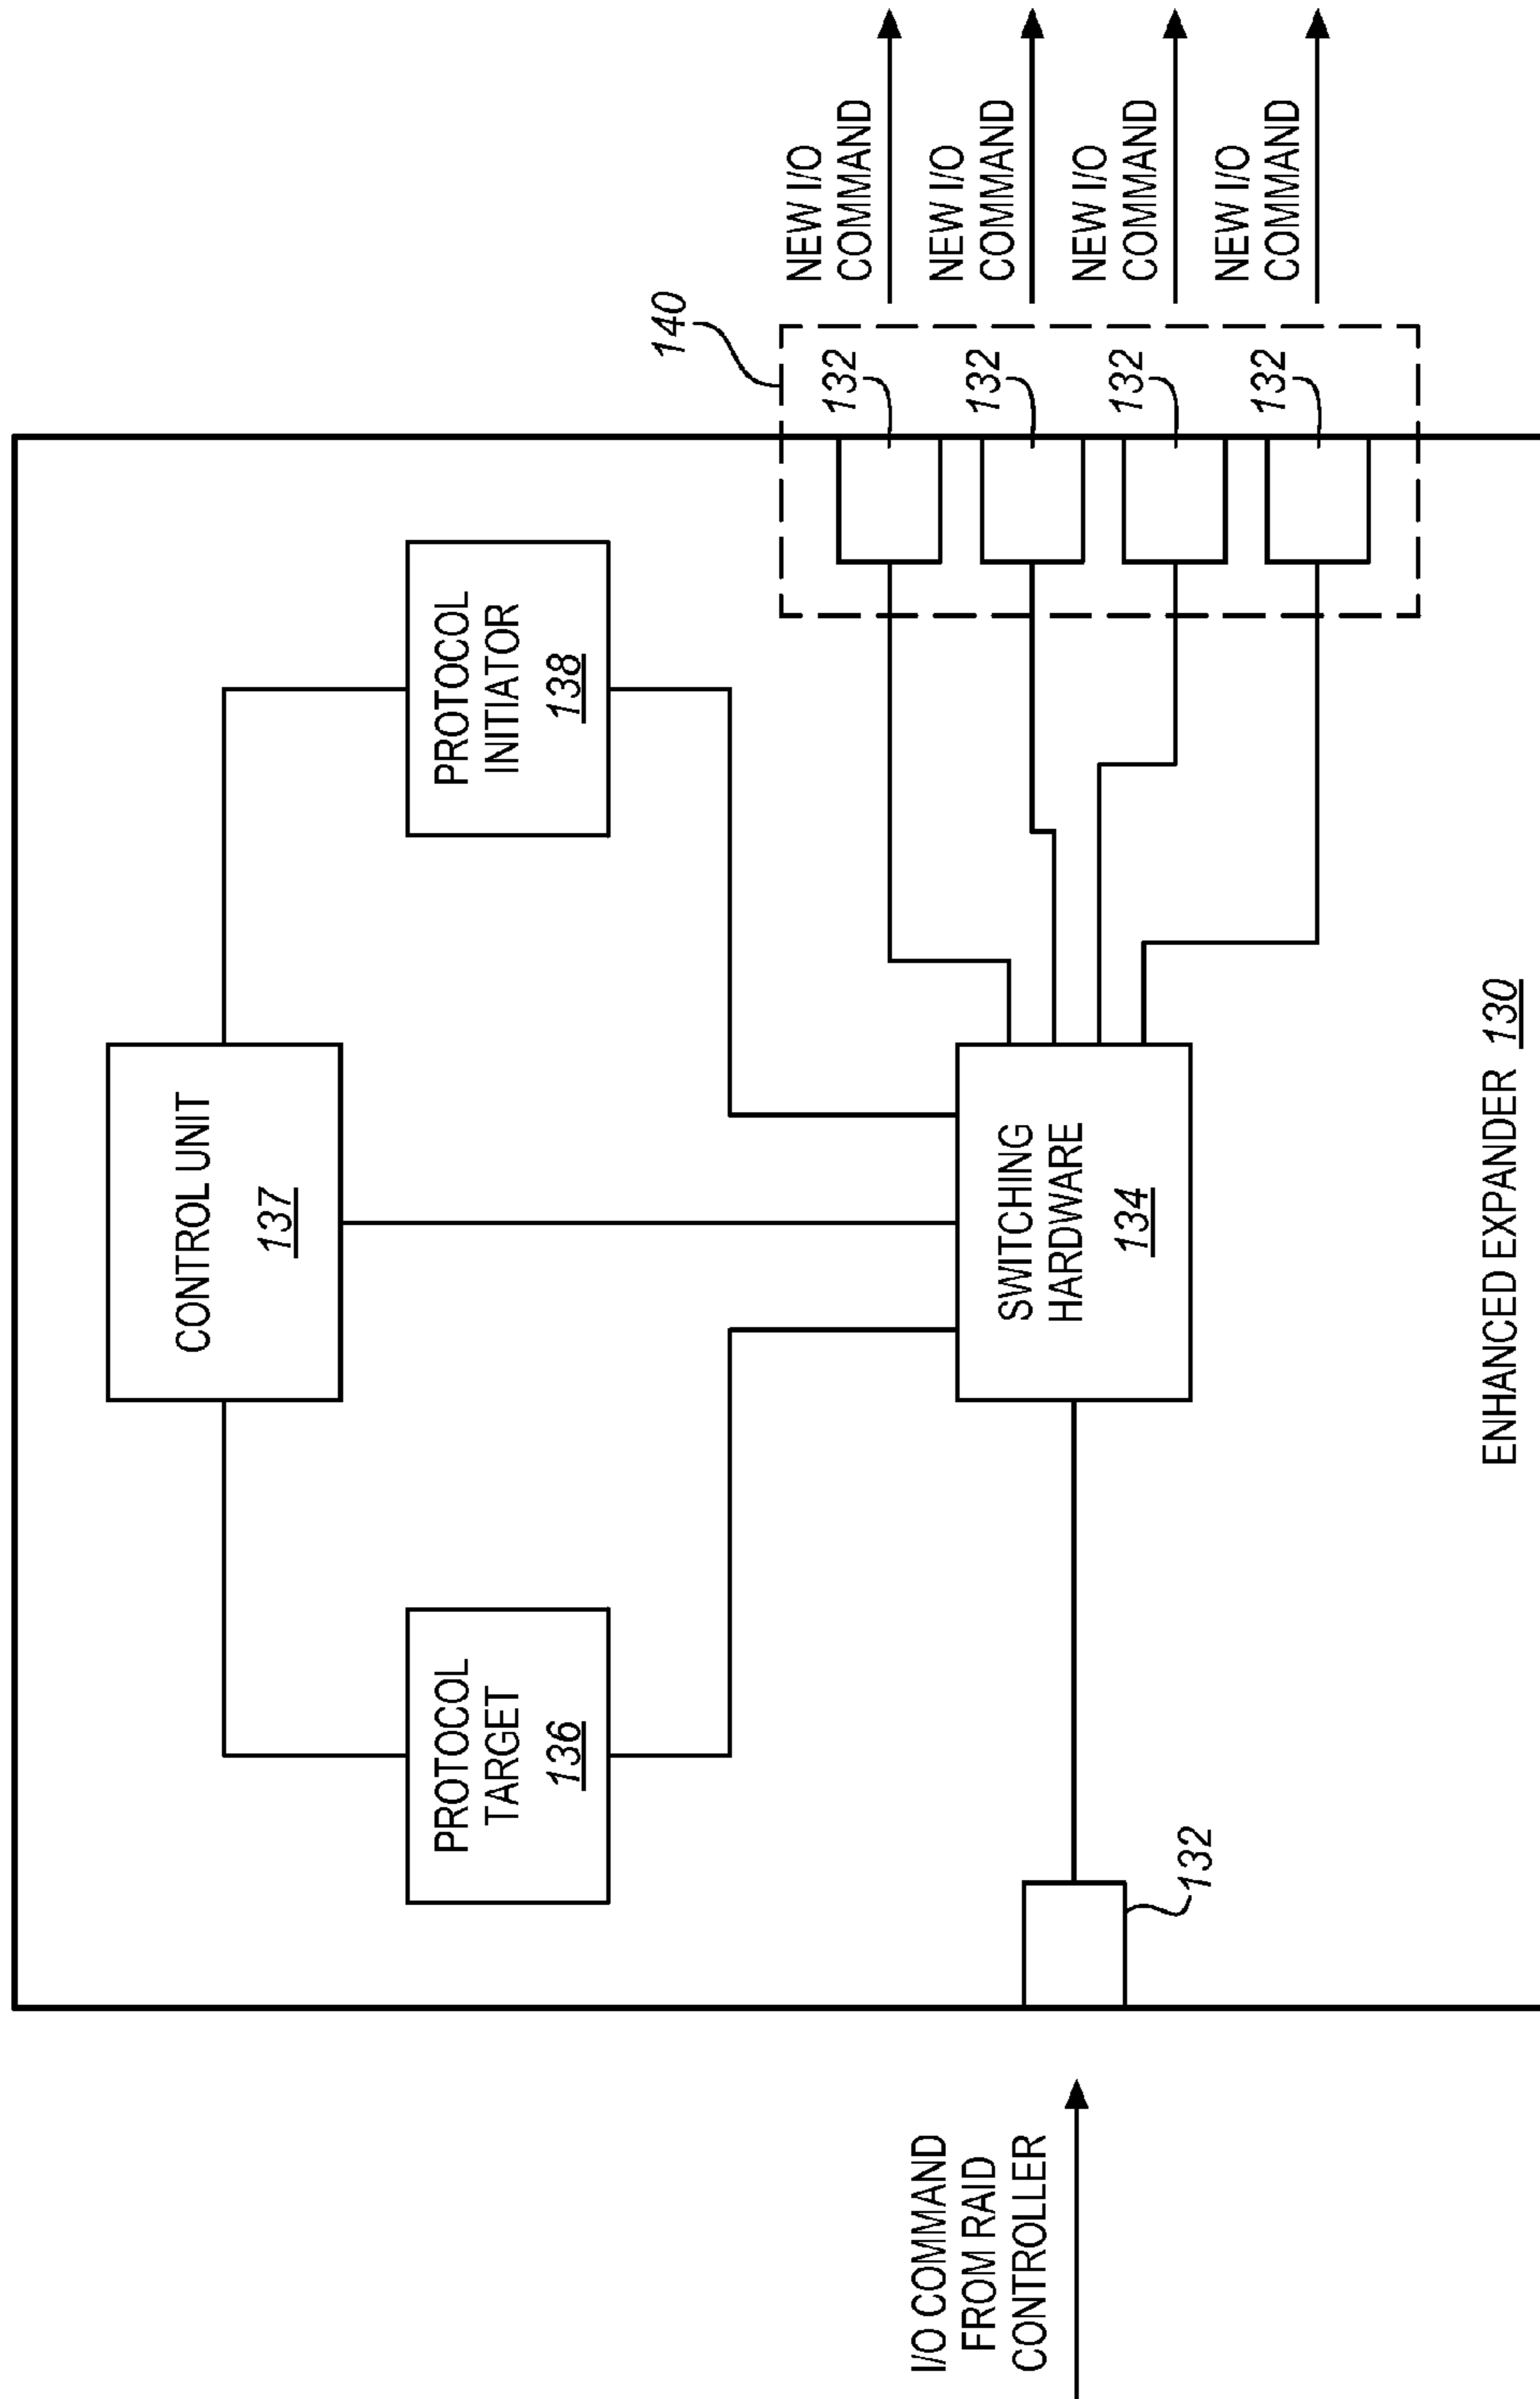 CONTROL UNIT
137
PROTOCOL
TARGET
136
PROTOCOL
INITIATOR
138
140
NEW I/O
COMMAND
132
NEW I/O
COMMAND
132
NEW I/O
COMMAND
132
NEW I/O
COMMAND
132
I/O COMMAND
FROM RAID
CONTROLLER
132
SWITCHING
HARDWARE
134
ENHANCED EXPANDER 130